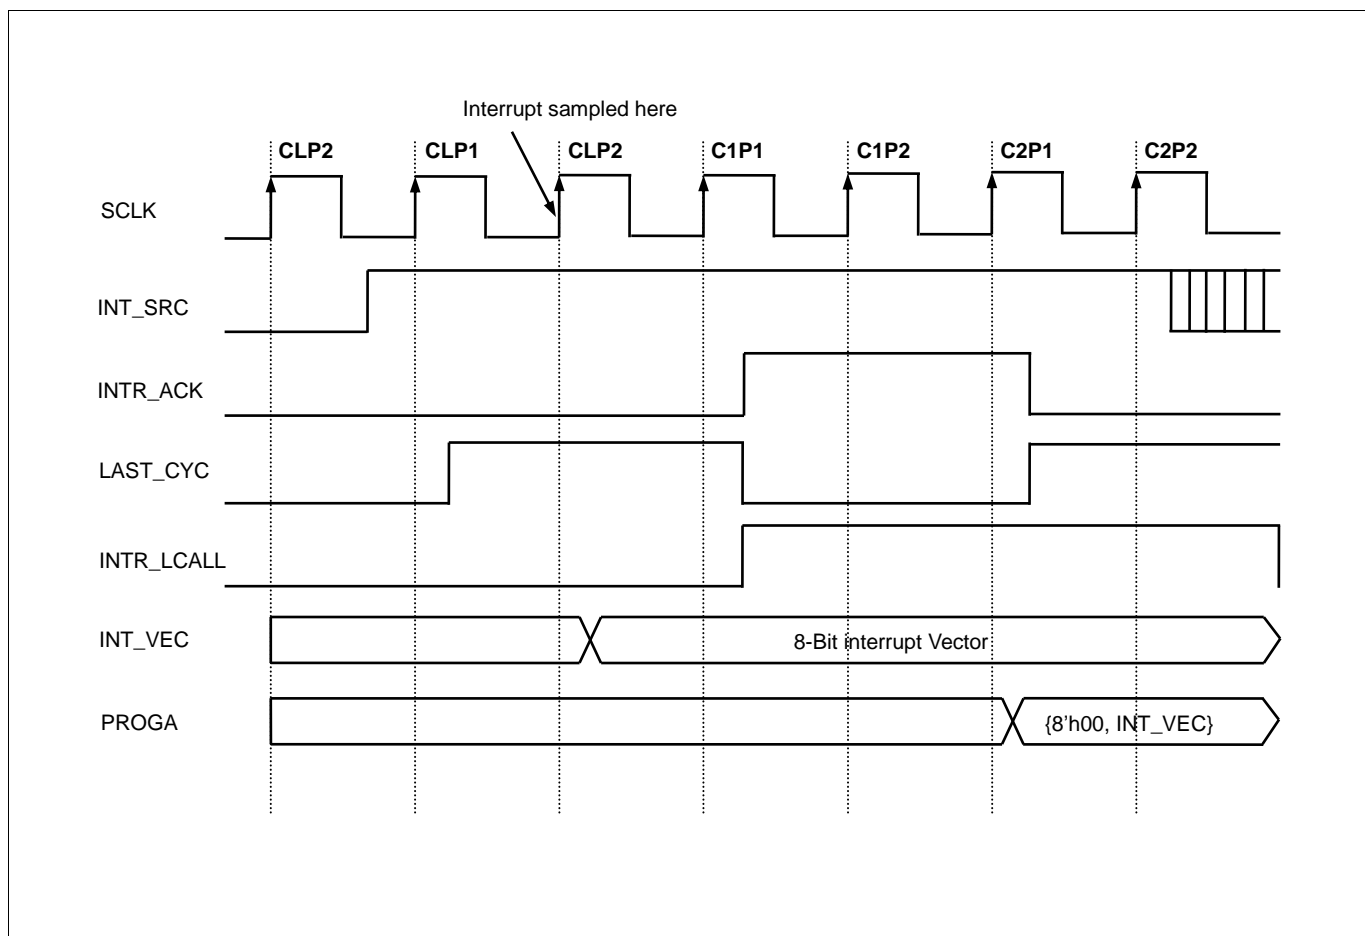 Interrupt sampled here
CLP2 CLP1 CLP2 C1P1 C1P2 C2P1 C2P2
SCLK
INT_SRC
INTR_ACK
LAST_CYC
INTR_LCALL
INT_VEC 8-Bit interrupt Vector
PROGA {8’h00, INT_VEC}